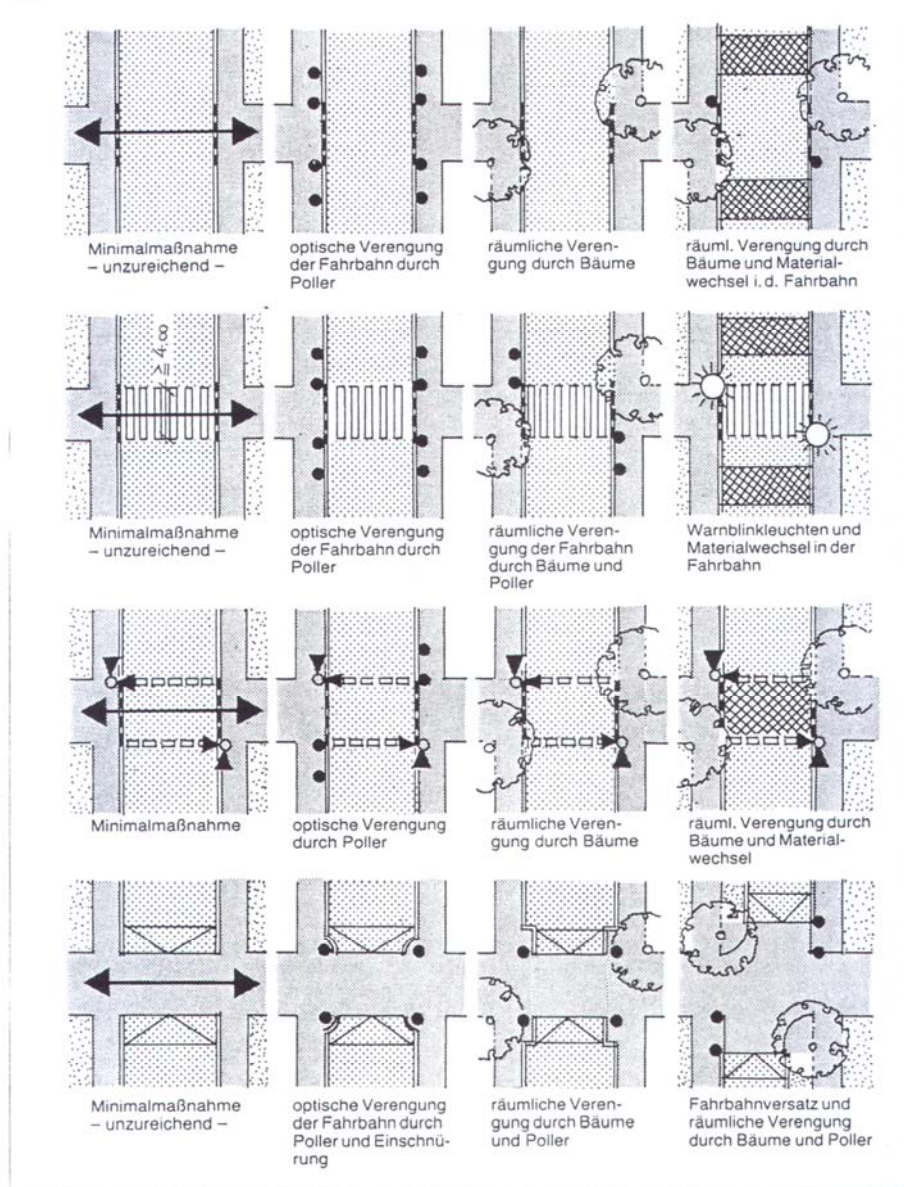 Minimalmaßnahme
– unzureichend –
optische Verengung
der Fahrbahn durch
Poller
räumliche Veren-
gung durch Bäume
räuml. Verengung durch
Bäume und Material-
wechsel i. d. Fahrbahn
≥ 4.00
Minimalmaßnahme
– unzureichend –
optische Verengung
der Fahrbahn durch
Poller
räumliche Veren-
gung der Fahrbahn
durch Bäume und
Poller
Warnblinkleuchten und
Materialwechsel in der
Fahrbahn
Minimalmaßnahme
optische Verengung
durch Poller
räumliche Veren-
gung durch Bäume
räuml. Verengung durch
Bäume und Material-
wechsel
Minimalmaßnahme
– unzureichend –
optische Verengung
der Fahrbahn durch
Poller und Einschnü-
rung
räumliche Veren-
gung durch Bäume
und Poller
Fahrbahnversatz und
räumliche Verengung
durch Bäume und Poller